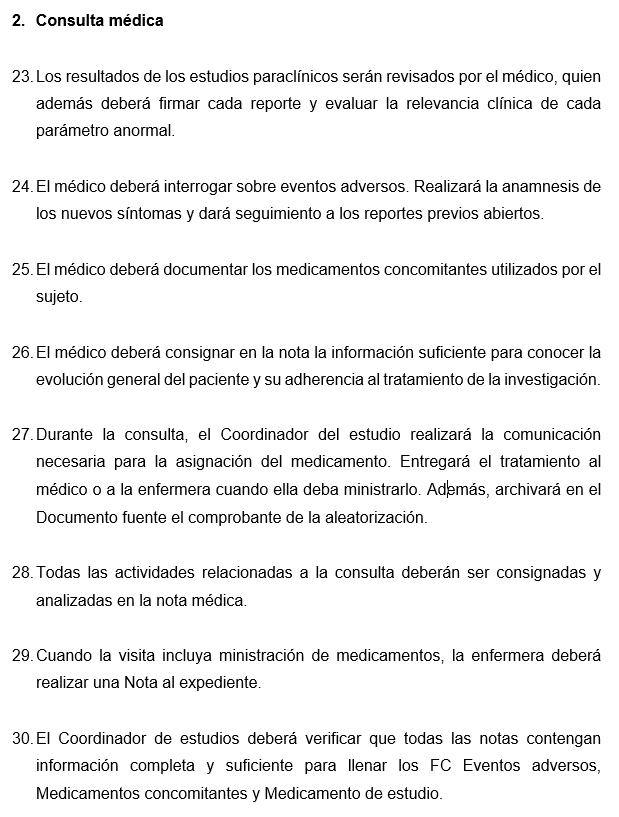 2. Consulta médica
23. Los resultados de los estudios paraclínicos serán revisados por el médico, quien
además deberá firmar cada reporte y evaluar la relevancia clínica de cada
parámetro anormal.
24. El médico deberá interrogar sobre eventos adversos. Realizará la anamnesis de
los nuevos síntomas y dará seguimiento a los reportes previos abiertos.
25. El médico deberá documentar los medicamentos concomitantes utilizados por el
sujeto.
26. El médico deberá consignar en la nota la información suficiente para conocer la
evolución general del paciente y su adherencia al tratamiento de la investigación.
27. Durante la consulta, el Coordinador del estudio realizará la comunicación
necesaria para la asignación del medicamento. Entregará el tratamiento al
médico o a la enfermera cuando ella deba ministrarlo. Además, archivará en el
Documento fuente el comprobante de la aleatorización.
28. Todas las actividades relacionadas a la consulta deberán ser consignadas y
analizadas en la nota médica.
29. Cuando la visita incluya ministración de medicamentos, la enfermera deberá
realizar una Nota al expediente.
30. El Coordinador de estudios deberá verificar que todas las notas contengan
información completa y suficiente para llenar los FC Eventos adversos,
Medicamentos concomitantes y Medicamento de estudio.